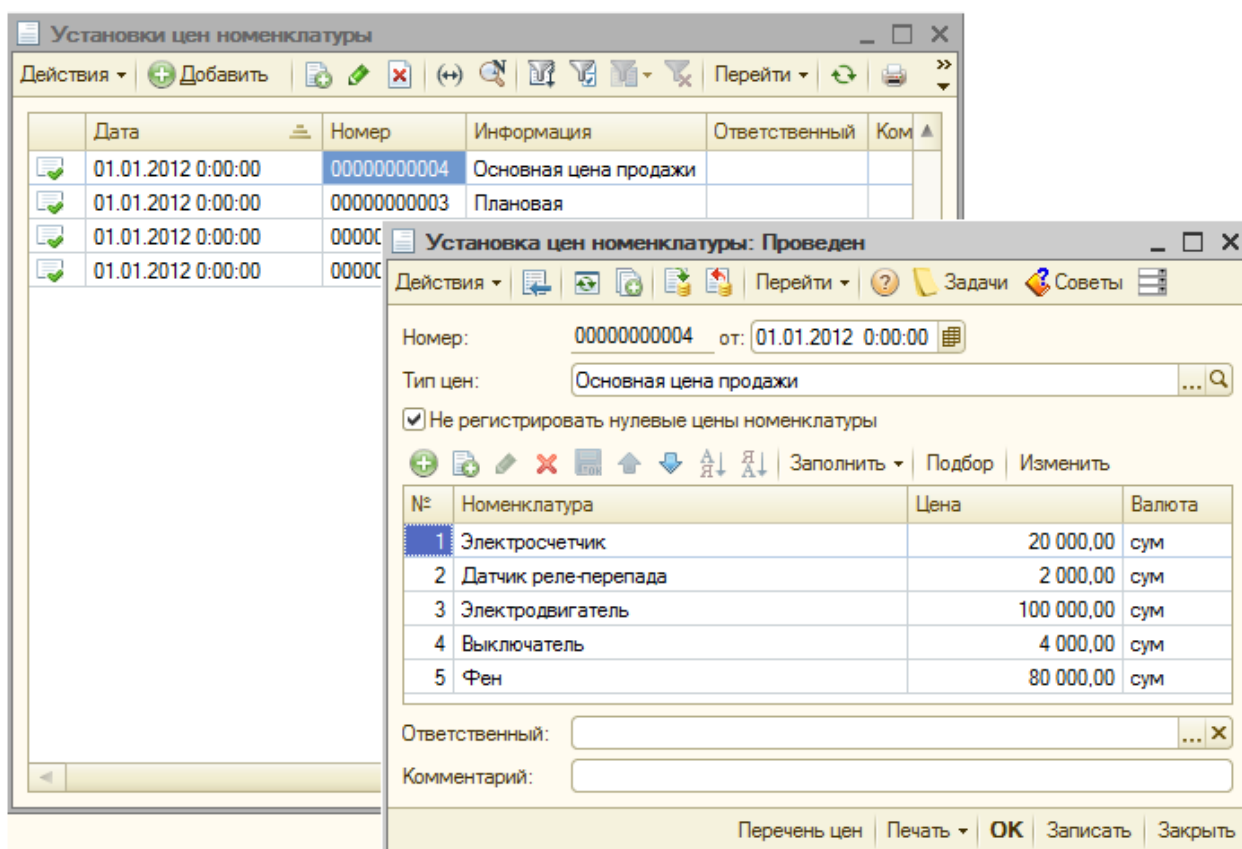 Установки цен номенклатуры
Действия Добавить Перейти
Дата Номер Информация Ответственный Ком
01.01.2012 0:00:00 00000000004 Основная цена продажи
01.01.2012 0:00:00 00000000003 Плановая
01.01.2012 0:00:00 0000
01.01.2012 0:00:00 0000
Установка цен номенклатуры: Проведен
Действия Перейти Задачи Советы
Номер: 00000000004 от: 01.01.2012 0:00:00
Тип цен: Основная цена продажи ...
Не регистрировать нулевые цены номенклатуры
Заполнить Подбор Изменить
№ Номенклатура Цена Валюта
1 Электросчетчик 20 000,00 сум
2 Датчик реле-перепада 2 000,00 сум
3 Электродвигатель 100 000,00 сум
4 Выключатель 4 000,00 сум
5 Фен 80 000,00 сум
Ответственный: ...
Комментарий:
Перечень цен Печать OK Записать Закрыть